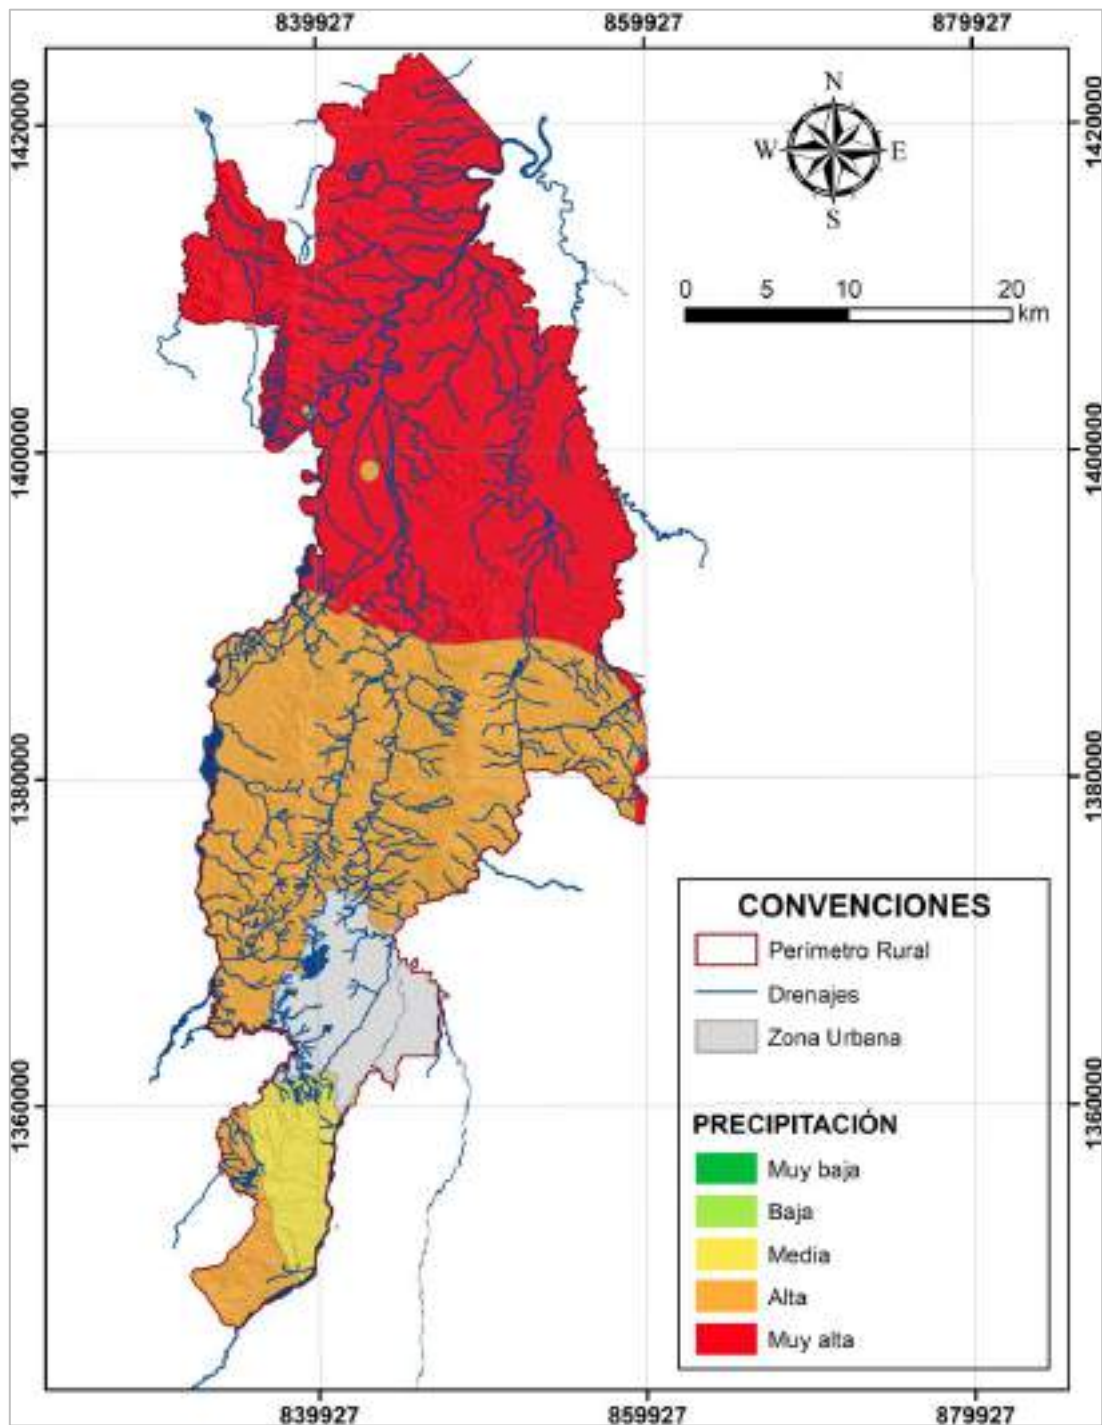 839927 859927 879927
1420000 1420000
N
W E
S
0 5 10 20
km
1400000 1400000
1380000 1380000
CONVENCIONES
Perímetro Rural
Drenajes
Zona Urbana
1360000 1360000
PRECIPITACIÓN
Muy baja
Baja
Media
Alta
Muy alta
839927 859927 879927